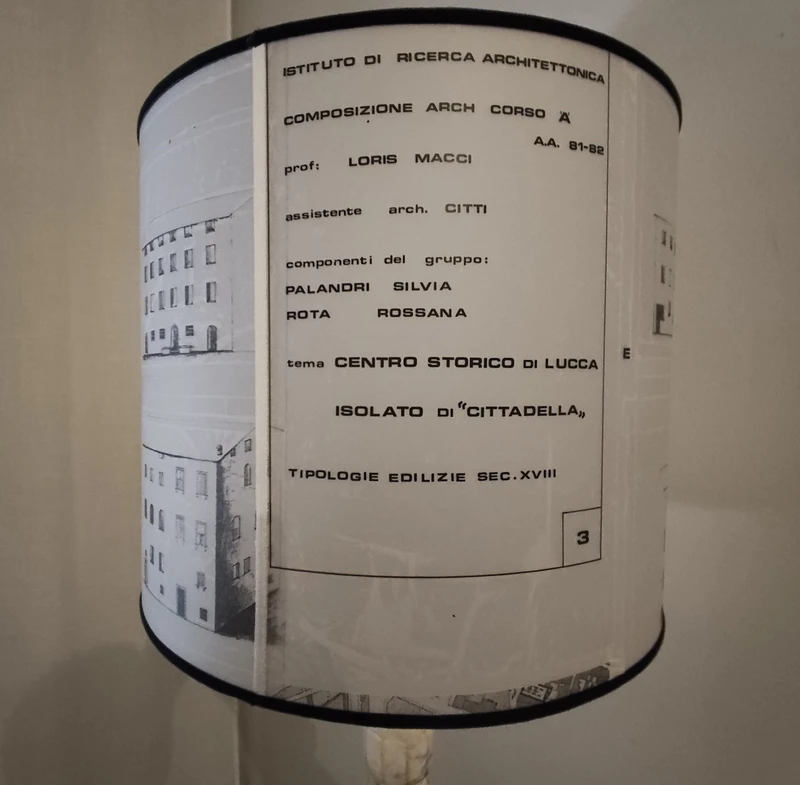 ISTITUTO DI RICERCA ARCHITETTONICA
COMPOSIZIONE ARCH CORSO A
A.A. 81-82
prof: LORIS MACCI
assistente arch. CITTI
componenti del gruppo:
PALANDRI SILVIA
ROTA ROSSANA
tema CENTRO STORICO DI LUCCA
E
ISOLATO DI "CITTADELLA„
TIPOLOGIE EDILIZIE SEC.XVIII
3